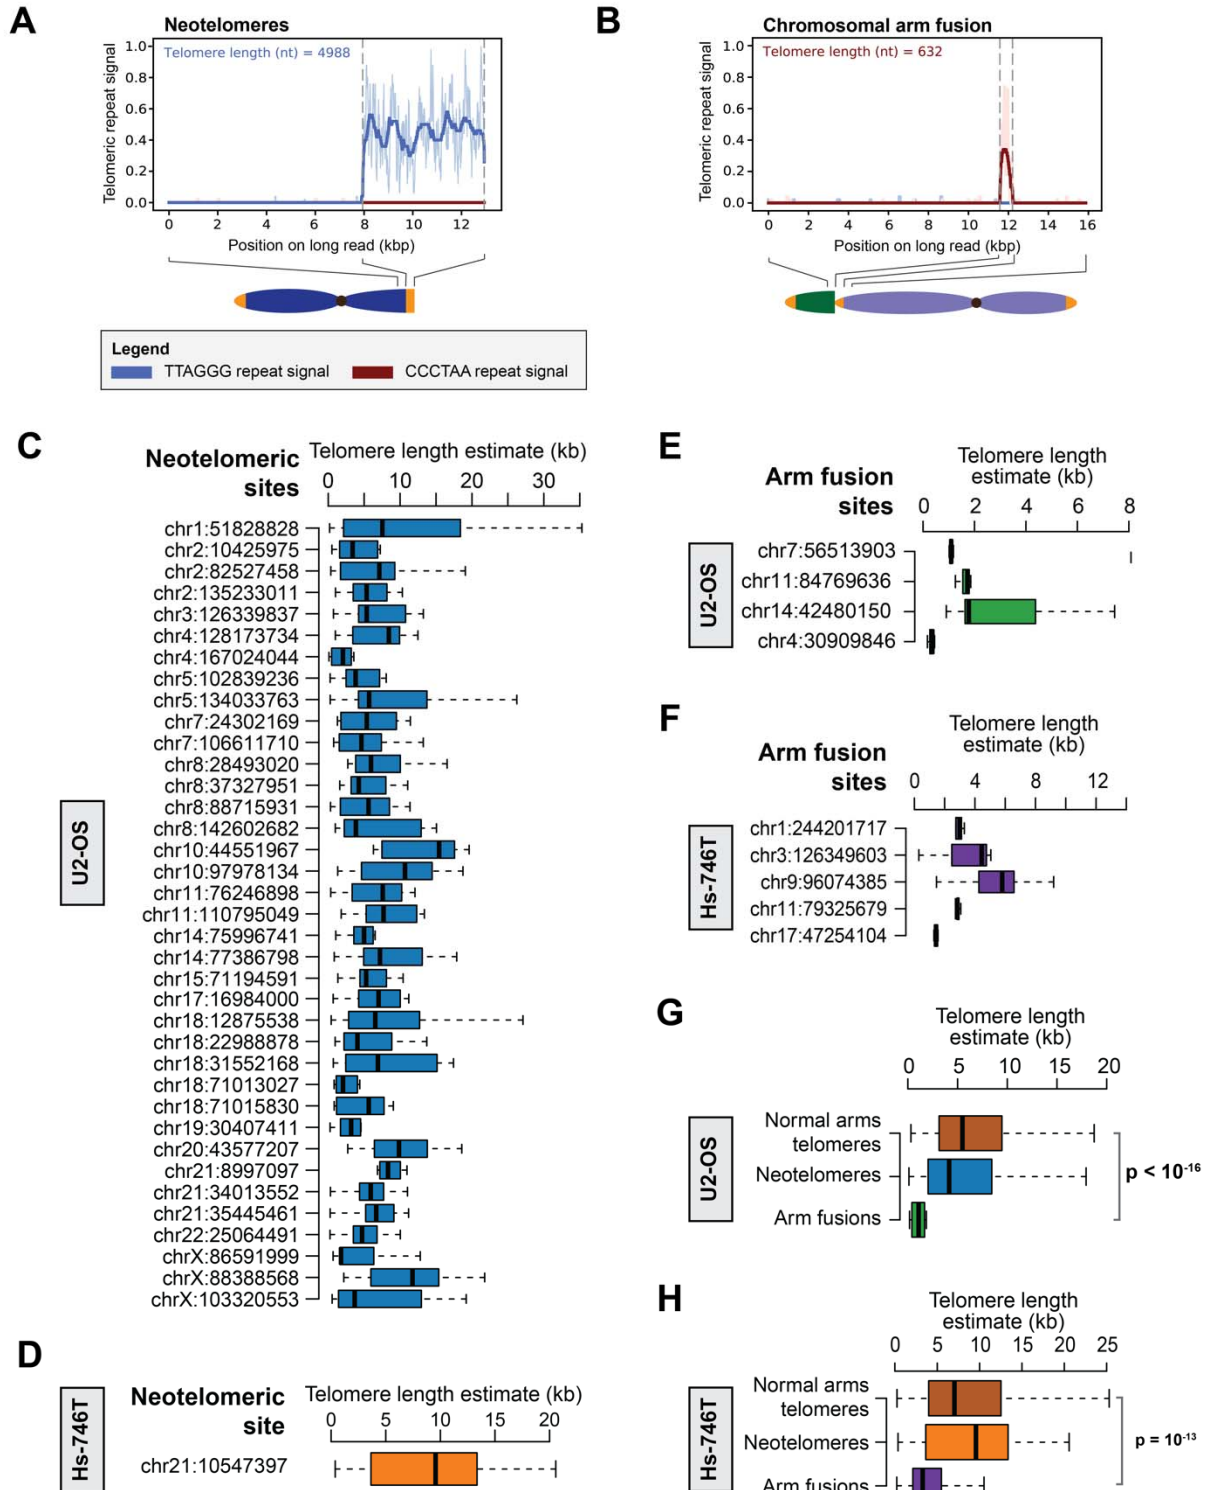 A
Neotelomeres
Telomere length (nt) = 4988
Telomeric repeat signal
1.0
0.8
0.6
0.4
0.2
0.0
0 2 4 6 8 10 12
Position on long read (kbp)
B
Chromosomal arm fusion
Telomere length (nt) = 632
Telomeric repeat signal
1.0
0.8
0.6
0.4
0.2
0.0
0 2 4 6 8 10 12 14 16
Position on long read (kbp)
Legend
TTAGGG repeat signal CCCTAA repeat signal
C
Neotelomeric
sites
Telomere length estimate (kb)
0 5 10 20 30
U2-OS
chr1:51828828
chr2:10425975
chr2:82527458
chr2:135233011
chr3:126339837
chr4:128173734
chr4:167024044
chr5:102839236
chr5:134033763
chr7:24302169
chr7:106611710
chr8:28493020
chr8:37327951
chr8:88715931
chr8:142602682
chr10:44551967
chr10:97978134
chr11:76246898
chr11:110795049
chr14:75996741
chr14:77386798
chr15:71194591
chr17:16984000
chr18:12875538
chr18:22988878
chr18:31552168
chr18:71013027
chr18:71015830
chr19:30407411
chr20:43577207
chr21:8997097
chr21:34013552
chr21:35445461
chr22:25064491
chrX:86591999
chrX:88388568
chrX:103320553
D
Hs-746T
Neotelomeric
site
Telomere length estimate (kb)
0 5 10 15 20
chr21:10547397
E
Arm fusion
sites
Telomere length
estimate (kb)
0 2 4 6 8
U2-OS
chr7:56513903
chr11:84769636
chr14:42480150
chr4:30909846
F
Arm fusion
sites
Telomere length
estimate (kb)
0 4 8 12
Hs-746T
chr1:244201717
chr3:126349603
chr9:96074385
chr11:79325679
chr17:47254104
G
Telomere length
estimate (kb)
0 5 10 15 20
U2-OS
Normal arms
telomeres
Neotelomeres
Arm fusions
p < 10-16
H
Telomere length
estimate (kb)
0 5 10 15 20 25
Hs-746T
Normal arms
telomeres
Neotelomeres
Arm fusions
p = 10-13